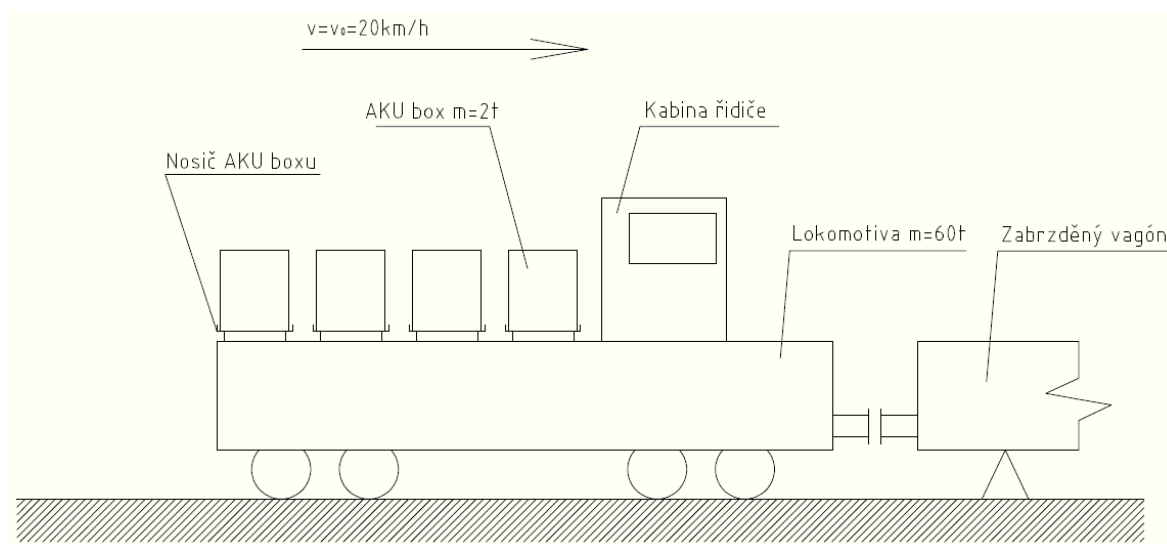 v=v₀=20km/h
AKU box m=2t
Kabina řidiče
Nosič AKU boxu
Lokomotiva m=60t
Zabrzděný vagón